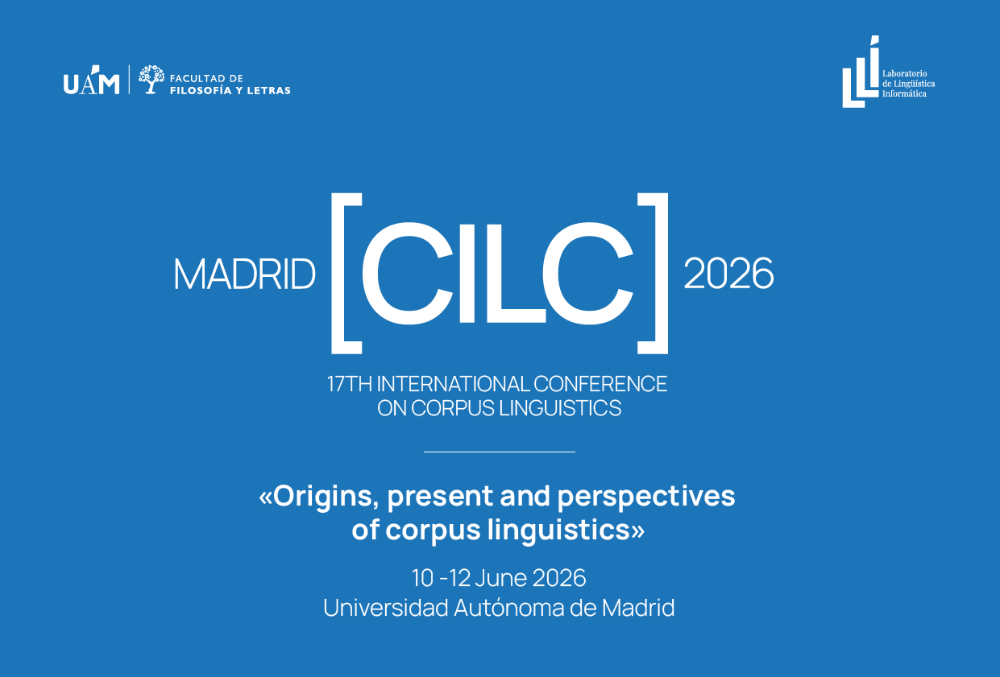 UAM
FACULTAD DE
FILOSOFÍA Y LETRAS
LLÍ
Laboratorio
de Lingüística
Informática
MADRID [CILC] 2026
17TH INTERNATIONAL CONFERENCE
ON CORPUS LINGUISTICS
«Origins, present and perspectives
of corpus linguistics»
10 -12 June 2026
Universidad Autónoma de Madrid